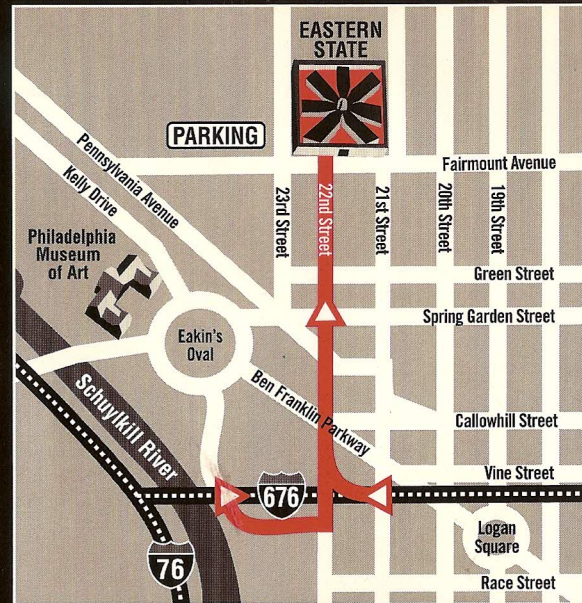 EASTERN
STATE
PARKING
Fairmount Avenue
Pennsylvania Avenue
Kelly Drive
23rd Street
22nd Street
21st Street
20th Street
19th Street
Philadelphia
Museum
of Art
Green Street
Spring Garden Street
Eakin's
Oval
Ben Franklin Parkway
Schuylkill River
Callowhill Street
Vine Street
676
Logan
Square
76
Race Street